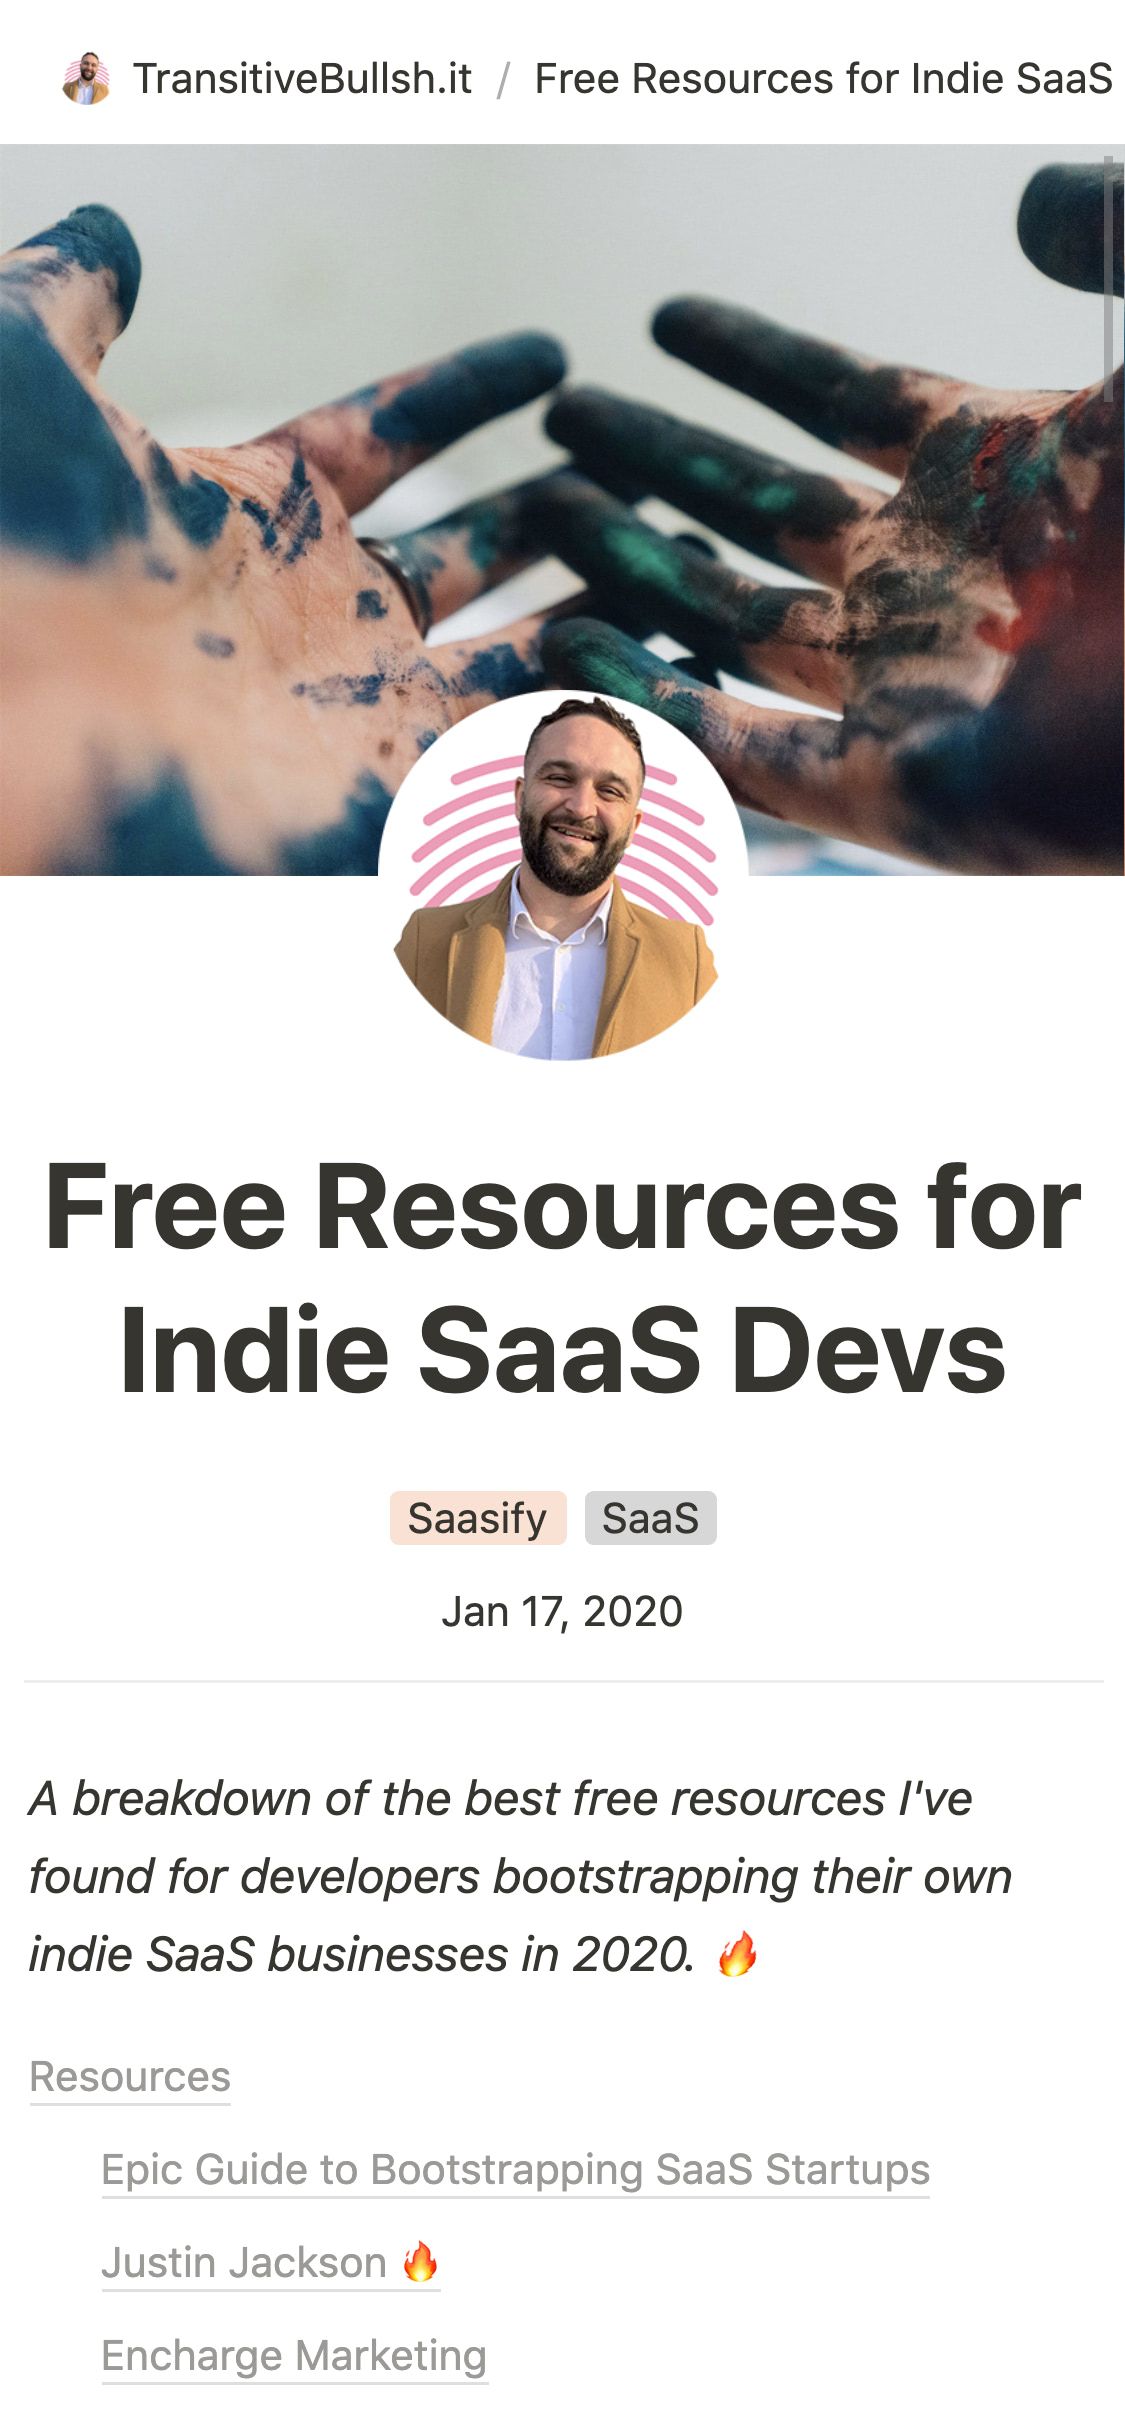 TransitiveBullsh.it / Free Resources for Indie SaaS
Free Resources for
Indie SaaS Devs
Saasify SaaS
Jan 17, 2020
A breakdown of the best free resources I've
found for developers bootstrapping their own
indie SaaS businesses in 2020. 🔥
Resources
Epic Guide to Bootstrapping SaaS Startups
Justin Jackson 🔥
Encharge Marketing